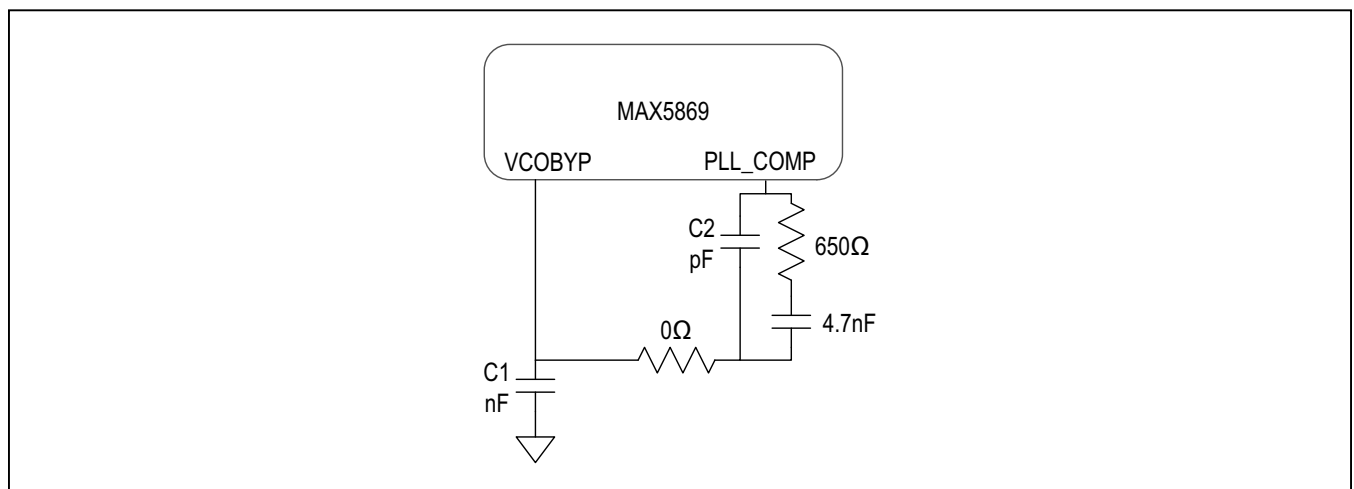 MAX5869
VCOBYP
PLL_COMP
C2
pF
650Ω
4.7nF
0Ω
C1
nF